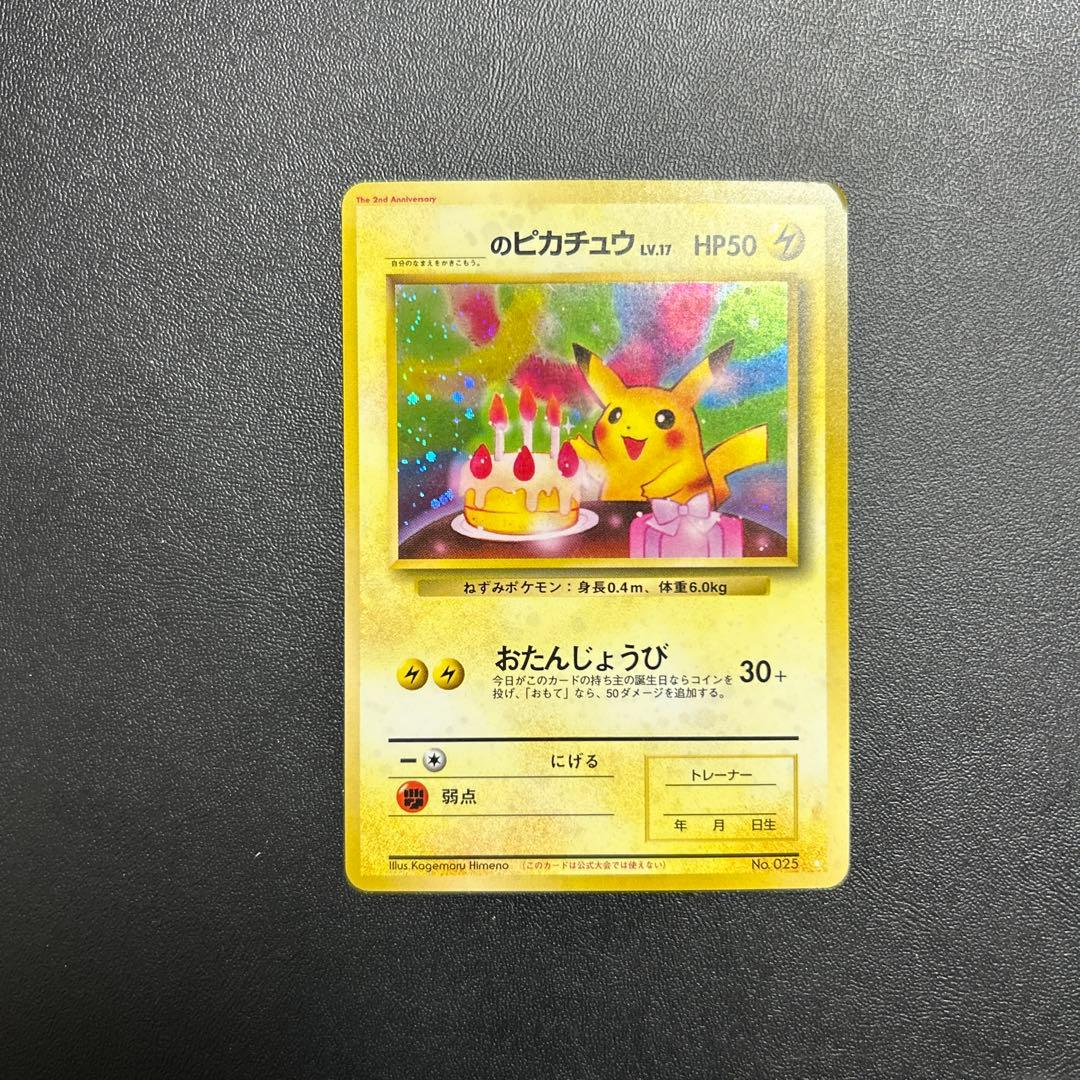 The 2nd Anniversary
のピカチュウ LV.17 HP50
自分のなまえをかきこもう。
ねずみポケモン：身長0.4m、体重6.0kg
おたんじょうび
今日がこのカードの持ち主の誕生日ならコインを
投げ、「おもて」なら、50ダメージを追加する。
30+
にげる
弱点
トレーナー
年 月 日生
Illus. Kagemaru Himeno （このカードは公式大会では使えない） No. 025